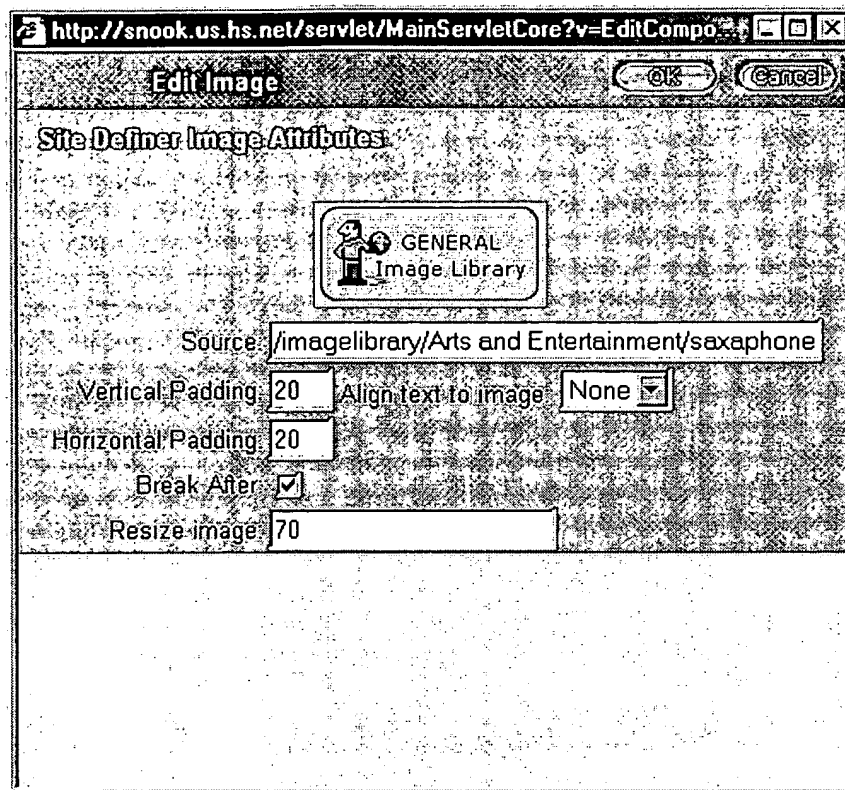 http://snook.us.hs.net/servlet/MainServletCore?v=EditCompo
Edit Image OK Cancel
Site Definer Image Attributes
GENERAL
Image Library
Source /imagelibrary/Arts and Entertainment/saxaphone
Vertical Padding 20 Align text to image None
Horizontal Padding 20
Break After
Resize image 70